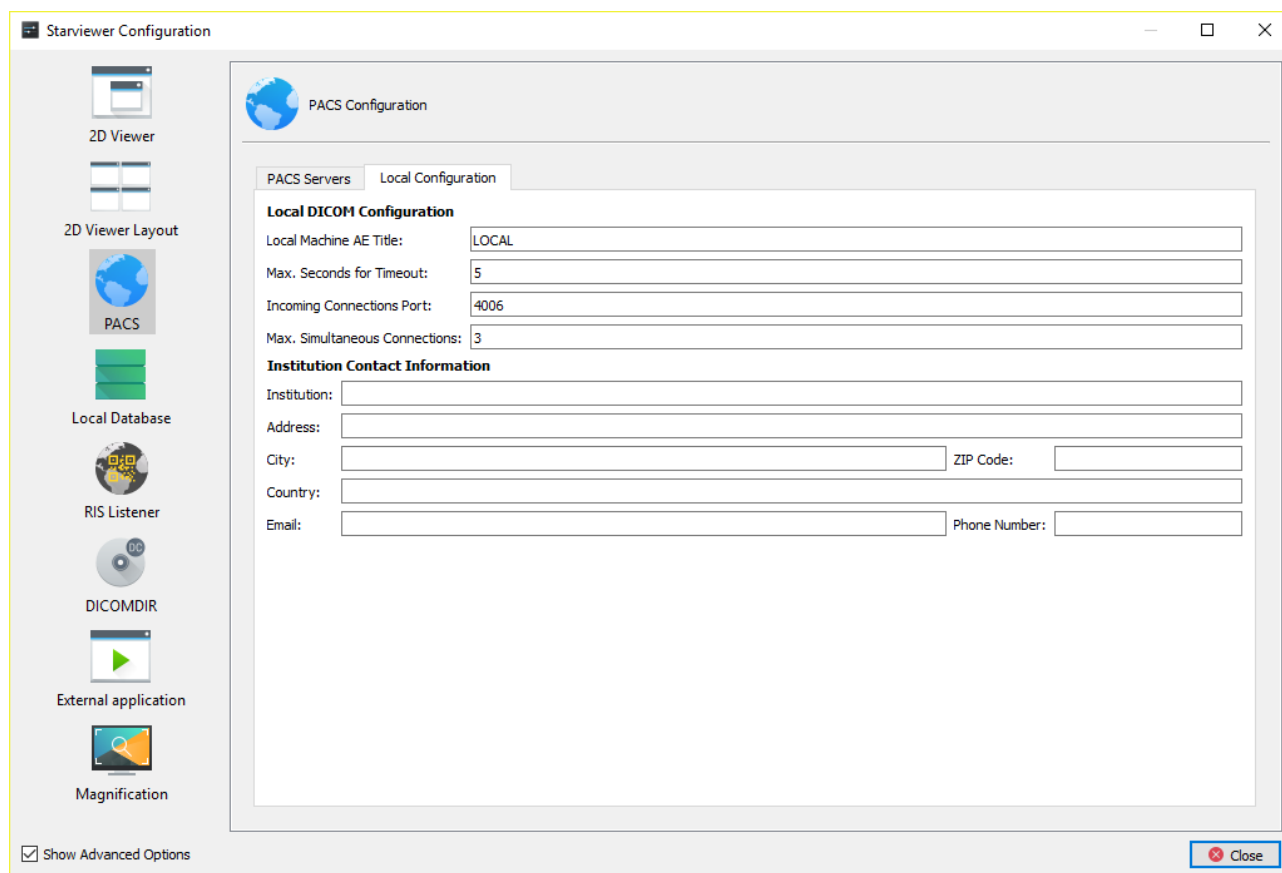 Starviewer Configuration
2D Viewer
2D Viewer Layout
PACS
Local Database
RIS Listener
DC
DICOMDIR
External application
Magnification
PACS Configuration
PACS Servers Local Configuration
Local DICOM Configuration
Local Machine AE Title: LOCAL
Max. Seconds for Timeout: 5
Incoming Connections Port: 4006
Max. Simultaneous Connections: 3
Institution Contact Information
Institution:
Address:
City: ZIP Code:
Country:
Email: Phone Number:
Show Advanced Options Close